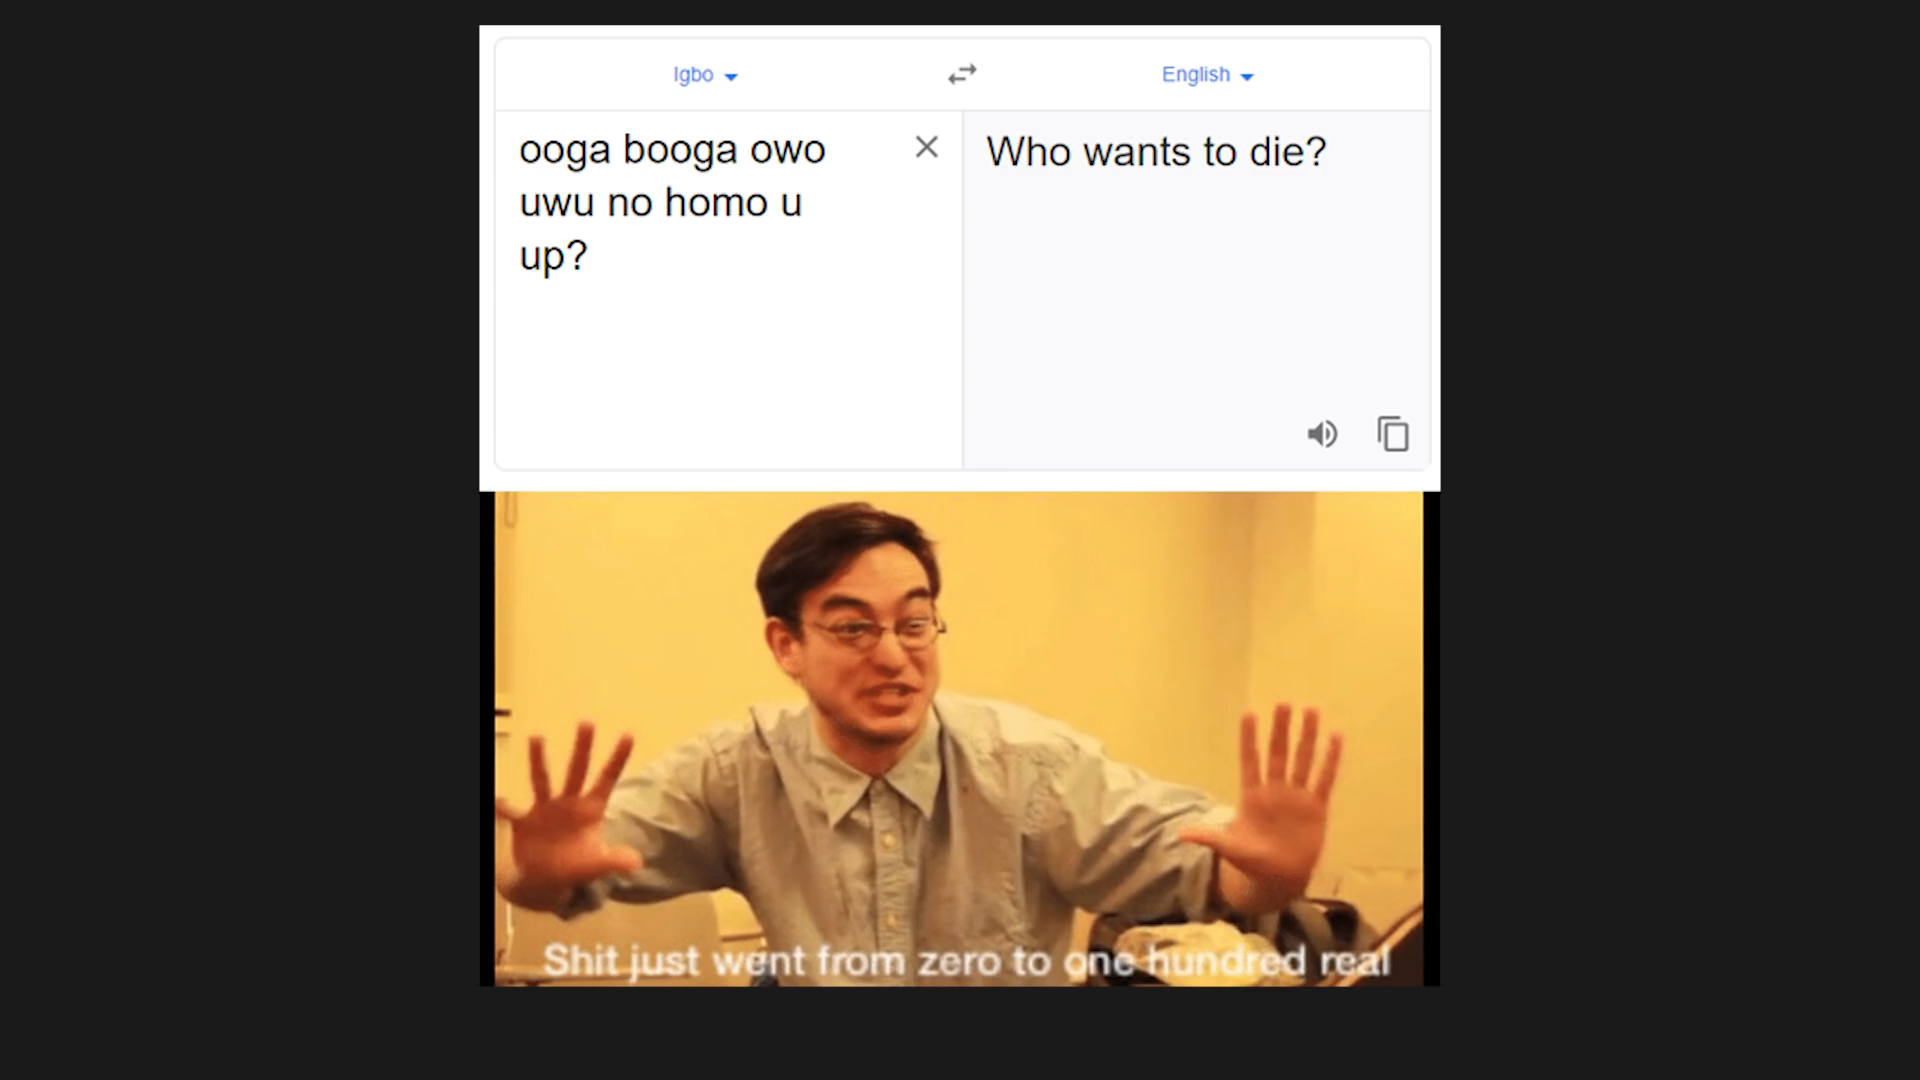 Igbo
English
ooga booga owo
uwu no homo u
up?
Who wants to die?
Shit just went from zero to one hundred real